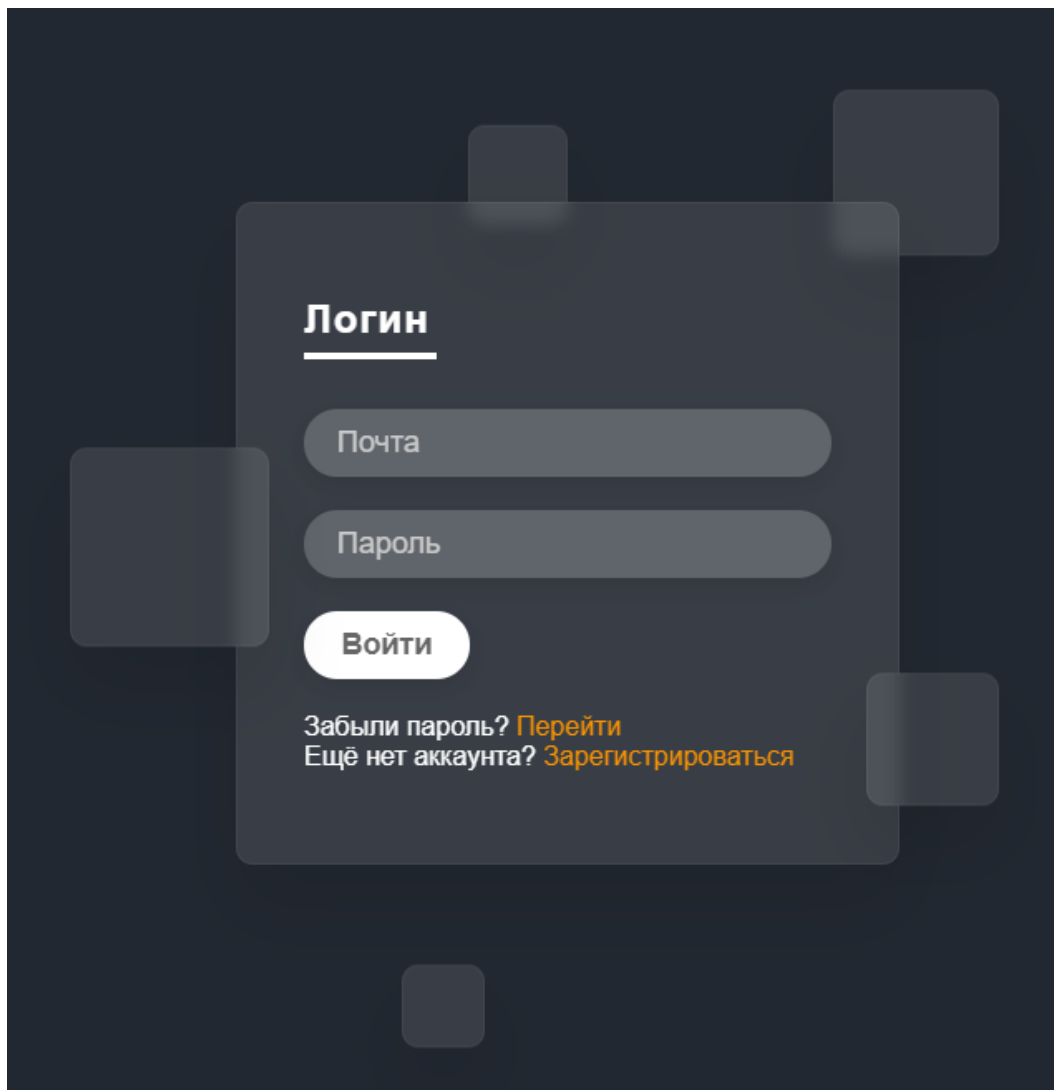 Логин
Почта
Пароль
Войти
Забыли пароль? Перейти
Ещё нет аккаунта? Зарегистрироваться